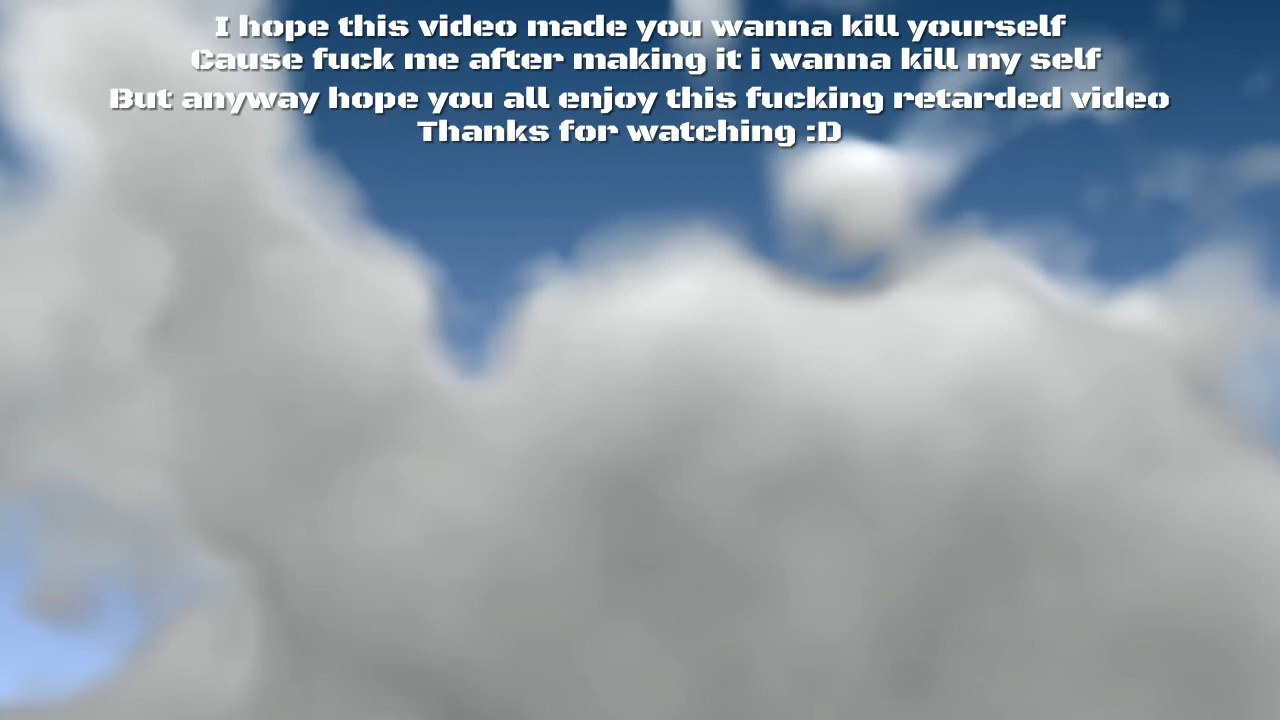 I hope this video made you wanna kill yourself
Cause fuck me after making it i wanna kill my self
But anyway hope you all enjoy this fucking retarded video
Thanks for watching :D